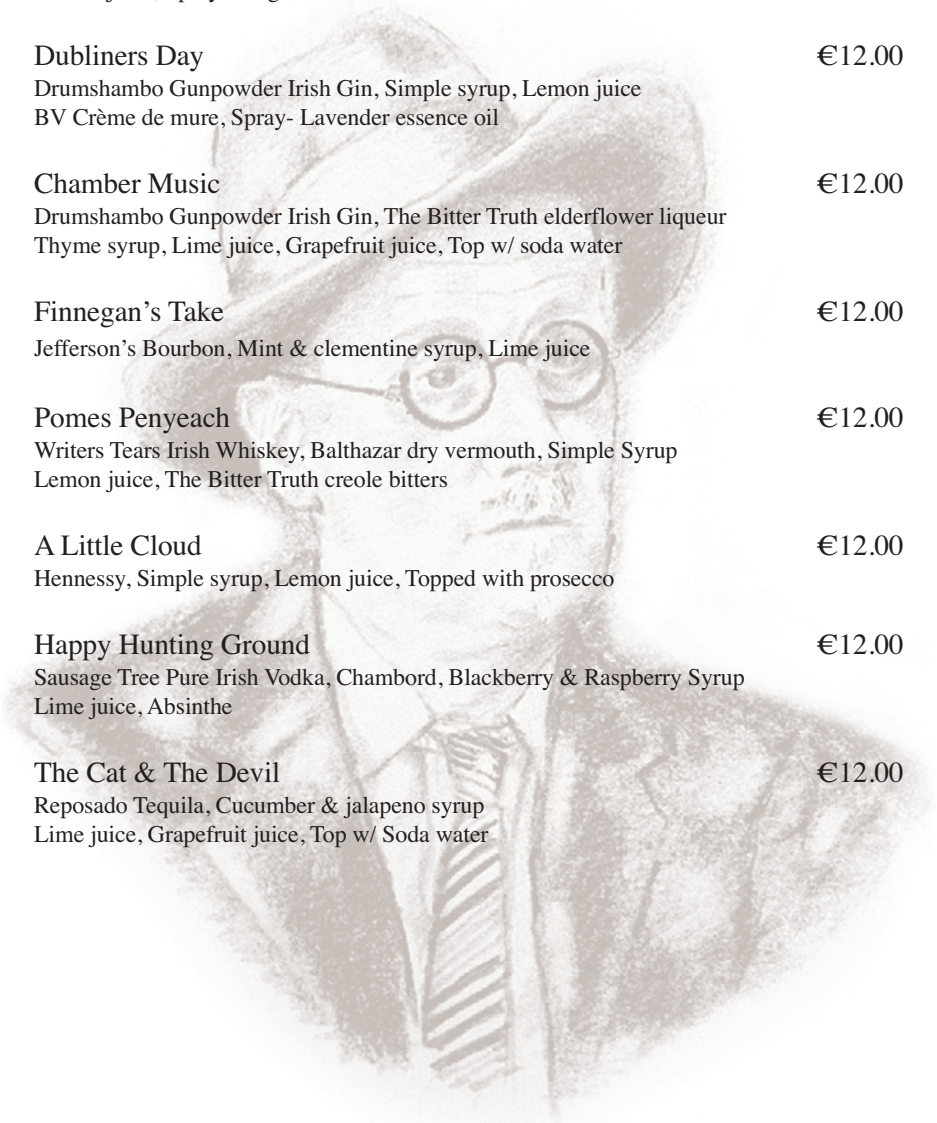 Dubliners Day €12.00
Drumshambo Gunpowder Irish Gin, Simple syrup, Lemon juice
BV Crème de mure, Spray- Lavender essence oil
Chamber Music €12.00
Drumshambo Gunpowder Irish Gin, The Bitter Truth elderflower liqueur
Thyme syrup, Lime juice, Grapefruit juice, Top w/ soda water
Finnegan’s Take €12.00
Jefferson’s Bourbon, Mint & clementine syrup, Lime juice
Pomes Penyeach €12.00
Writers Tears Irish Whiskey, Balthazar dry vermouth, Simple Syrup
Lemon juice, The Bitter Truth creole bitters
A Little Cloud €12.00
Hennessy, Simple syrup, Lemon juice, Topped with prosecco
Happy Hunting Ground €12.00
Sausage Tree Pure Irish Vodka, Chambord, Blackberry & Raspberry Syrup
Lime juice, Absinthe
The Cat & The Devil €12.00
Reposado Tequila, Cucumber & jalapeno syrup
Lime juice, Grapefruit juice, Top w/ Soda water